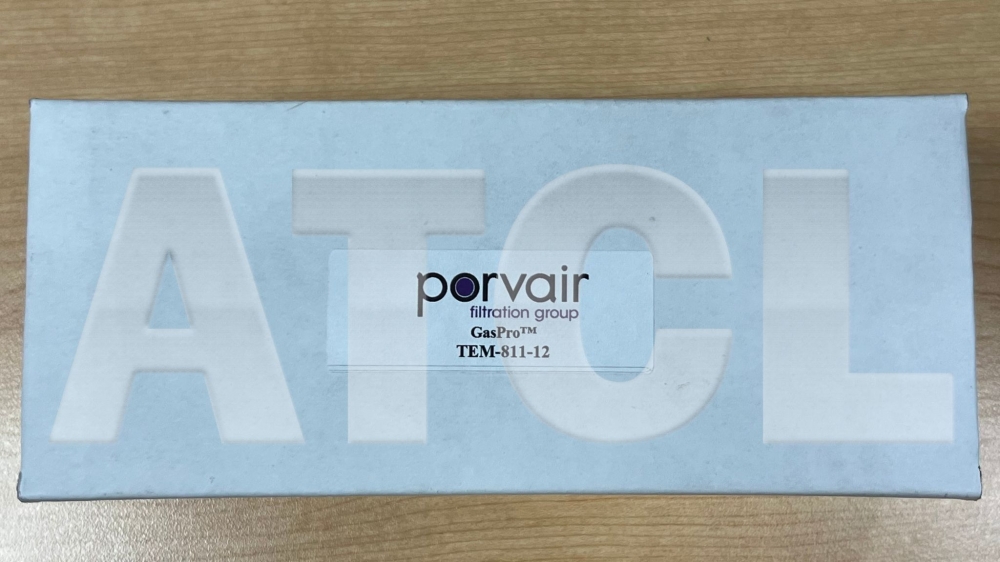 ATCL
porvair
filtration group
GasPro™
TEM-811-12